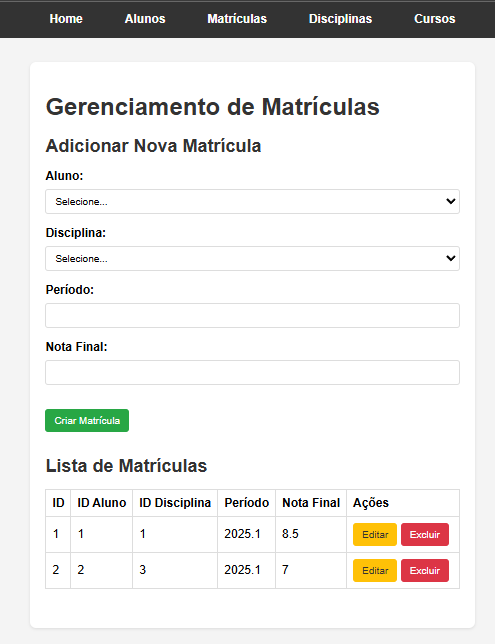 Home Alunos Matrículas Disciplinas Cursos
Gerenciamento de Matrículas
Adicionar Nova Matrícula
Aluno:
Selecione...
Disciplina:
Selecione...
Período:
Nota Final:
Criar Matrícula
Lista de Matrículas
ID ID Aluno ID Disciplina Período Nota Final Ações
1 1 1 2025.1 8.5 Editar Excluir
2 2 3 2025.1 7 Editar Excluir